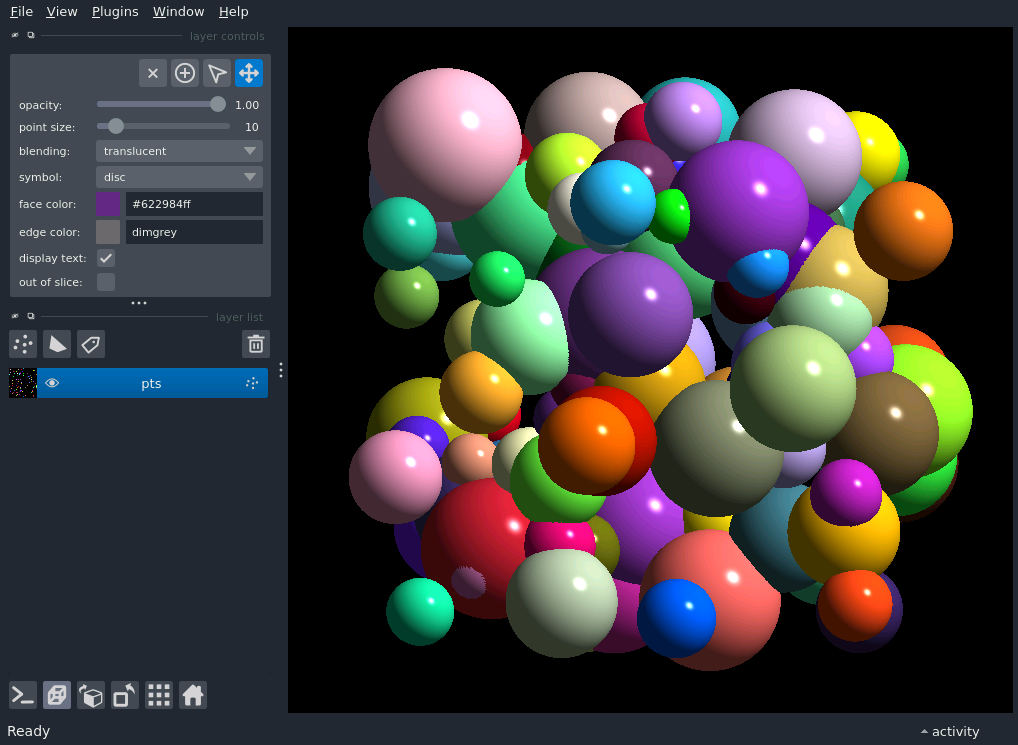 File View Plugins Window Help
layer controls
opacity: 1.00
point size: 10
blending: translucent
symbol: disc
face color: #622984ff
edge color: dimgrey
display text:
out of slice:
layer list
pts
Ready activity